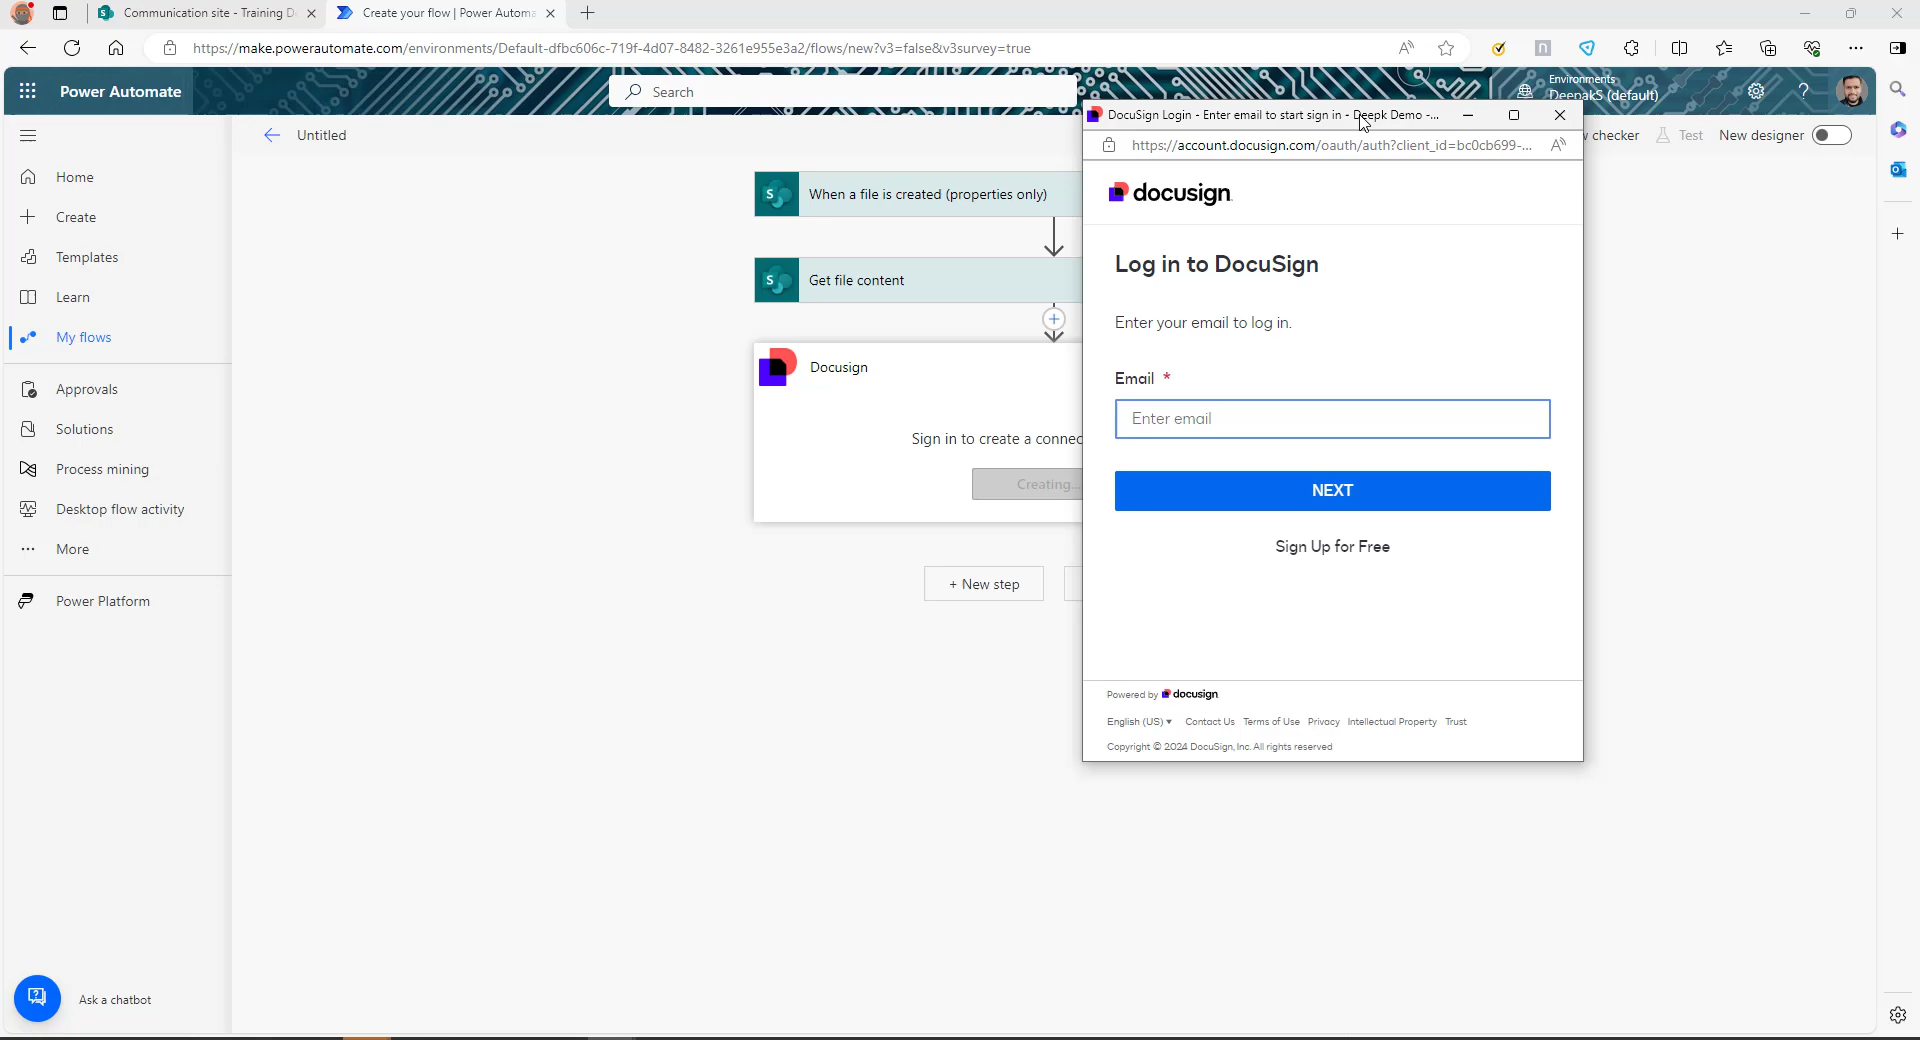 Communication site - Training D
Create your flow | Power Automa
https://make.powerautomate.com/environments/Default-dfbc606c-719f-4d07-8482-3261e955e3a2/flows/new?v3=false&v3survey=true
Power Automate
Search
Environments
DeepakS (default)
Untitled
checker
Test
New designer
Home
Create
Templates
Learn
My flows
Approvals
Solutions
Process mining
Desktop flow activity
More
Power Platform
Ask a chatbot
When a file is created (properties only)
Get file content
Docusign
Sign in to create a connec
Creating...
+ New step
DocuSign Login - Enter email to start sign in - Deepk Demo -...
https://account.docusign.com/oauth/auth?client_id=bc0cb699-...
docusign
Log in to DocuSign
Enter your email to log in.
Email *
Enter email
NEXT
Sign Up for Free
Powered by docusign
English (US) ▾ Contact Us Terms of Use Privacy Intellectual Property Trust
Copyright © 2024 DocuSign, Inc. All rights reserved